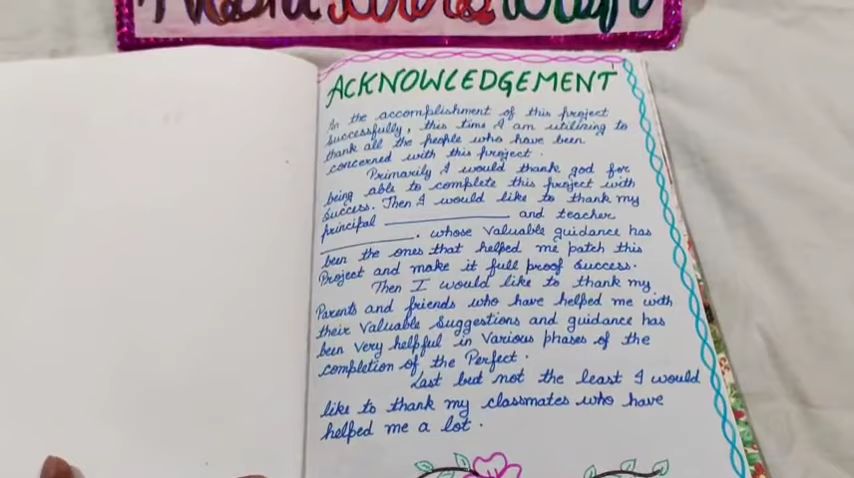 ACKNOWLEDGEMENT
In the accomplishment of this project
successfully, this time I am utilizing to
thank all the people who have been
concerned with this project.
Primarily I would thank god for
being able to complete this project with
success. Then I would like to thank my
principal ____________ and teacher
____________. whose valuable guidance has
been the ones that helped me patch this
Project and make it full proof success.
Then I would like to thank my
Parents and friends who have helped me with
their valuable suggestions and guidance has
been very helpful in various phases of the
completion of the Perfect.
Last but not the least I would
like to thank my classmates who have
helped me a lot.